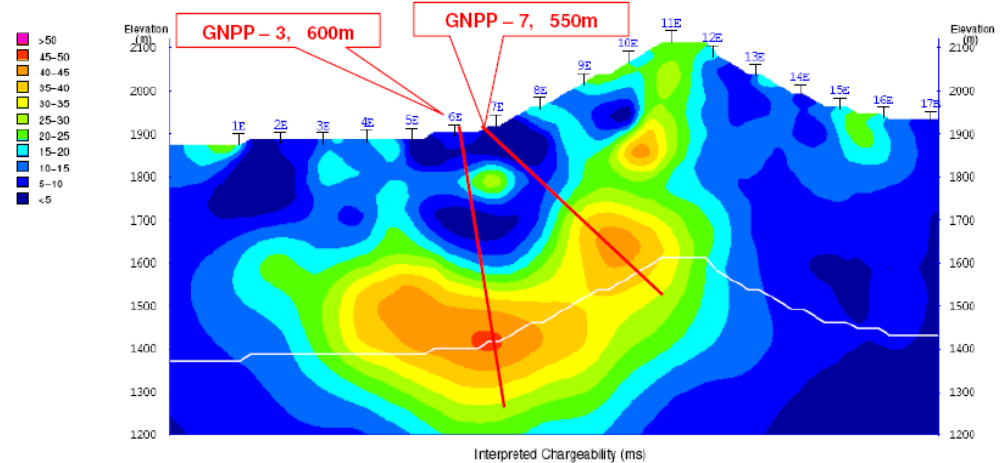 GNPP – 3,   600m
GNPP – 7,   550m
Elevation
(m)
Elevation
(m)
>50
45-50
40-45
35-40
30-35
25-30
20-25
15-20
10-15
5-10
<5
2100
2000
1900
1800
1700
1600
1500
1400
1300
1200
1E
2E
3E
4E
5E
6E
7E
8E
9E
10E
11E
12E
13E
14E
15E
16E
17E
2100
2000
1900
1800
1700
1600
1500
1400
1300
1200
Interpreted Chargeability (ms)